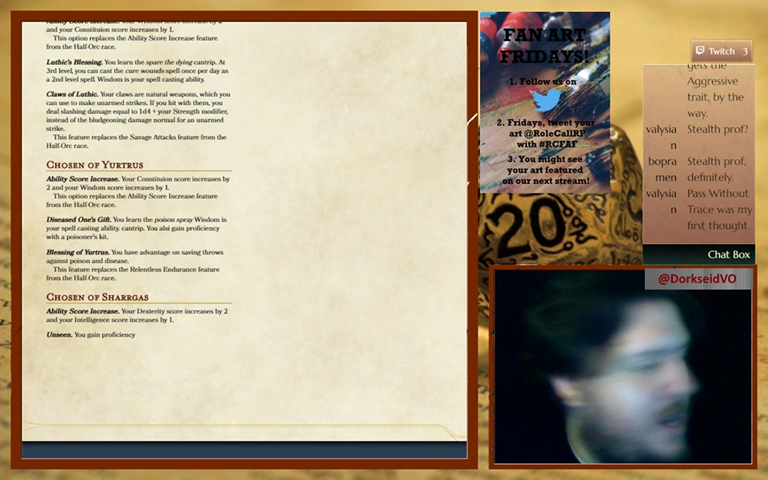 Ability Score Increase. Your Wisdom score increases by 2
and your Constituion score increases by 1.
This option replaces the Ability Score Increase feature
from the Half-Orc race.
Luthic's Blessing. You learn the spare the dying cantrip. At
3rd level, you can cast the cure wounds spell once per day as
a 2nd level spell. Wisdom is your spell casting ability.
Claws of Luthic. Your claws are natural weapons, which you
can use to make unarmed strikes. If you hit with them, you
deal slashing damage equal to 1d4 + your Strength modifier,
instead of the bludgeoning damage normal for an unarmed
strike.
This feature replaces the Savage Attacks feature from the
Half-Orc.
Chosen of Yurtrus
Ability Score Increase. Your Constituion score increases by
2 and your Wisdom score increases by 1.
This option replaces the Ability Score Increase feature
from the Half-Orc race.
Diseased One's Gift. You learn the poison spray Wisdom is
your spell casting ability. cantrip. You alsi gain proficiency
with a poisoner's kit.
Blessing of Yurtrus. You have advantage on saving throws
against poison and disease.
This feature replaces the Relentless Endurance feature
from the Half-Orc race.
Chosen of Sharrgas
Ability Score Increase. Your Dexterity score increases by 2
and your Intelligence score increases by 1.
Unseen. You gain proficiency
FAN ART
FRIDAYS!
1. Follow us on
2. Fridays, tweet your
art @RoleCallRP
with #RCFAF
3. You might see
your art featured
on our next stream!
20
Twitch 3
gets the
Aggressive
trait, by the
way.
valysia Stealth prof?
n
bopra Stealth prof,
men definitely.
valysia Pass Without
n Trace was my
first thought
Chat Box
@DorkseidVO